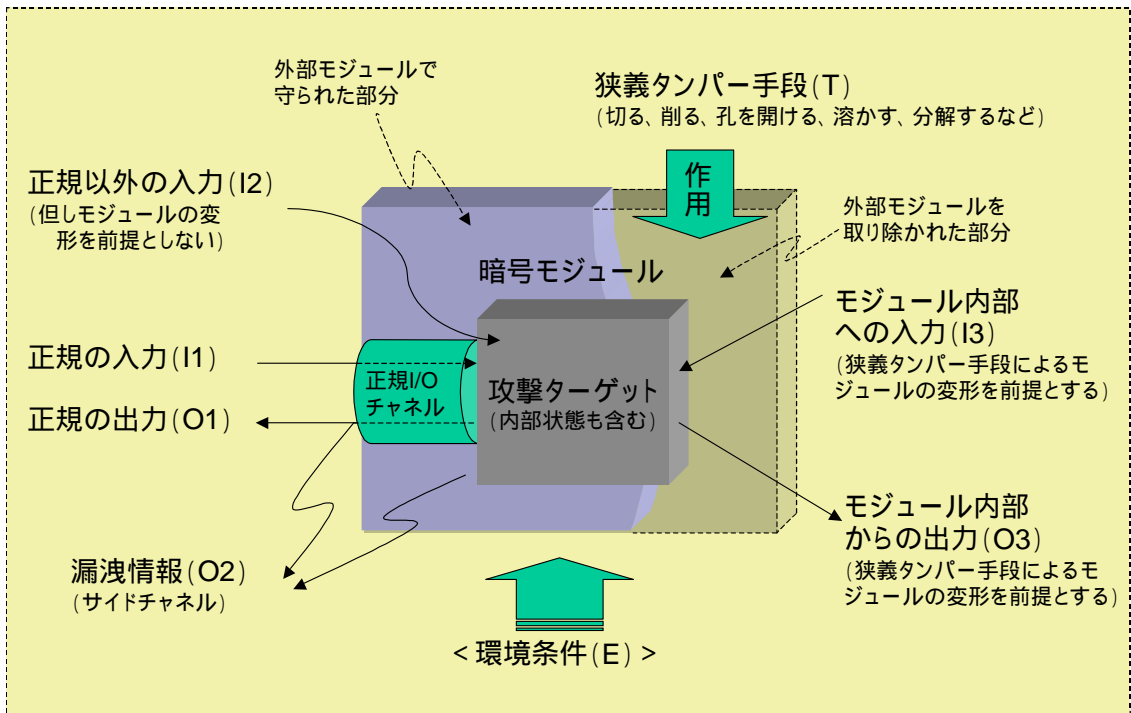 外部モジュールで
守られた部分
狭義タンパー手段(T)
(切る、削る、孔を開ける、溶かす、分解するなど)
作
用
正規以外の入力(I2)
(但しモジュールの変
形を前提としない)
外部モジュールを
取り除かれた部分
暗号モジュール
モジュール内部
への入力(I3)
(狭義タンパー手段によるモ
ジュールの変形を前提とする)
正規の入力(I1)
正規I/O
チャネル
攻撃ターゲット
(内部状態も含む)
正規の出力(O1)
モジュール内部
からの出力(O3)
(狭義タンパー手段によるモ
ジュールの変形を前提とする)
漏洩情報(O2)
(サイドチャネル)
<環境条件(E)>